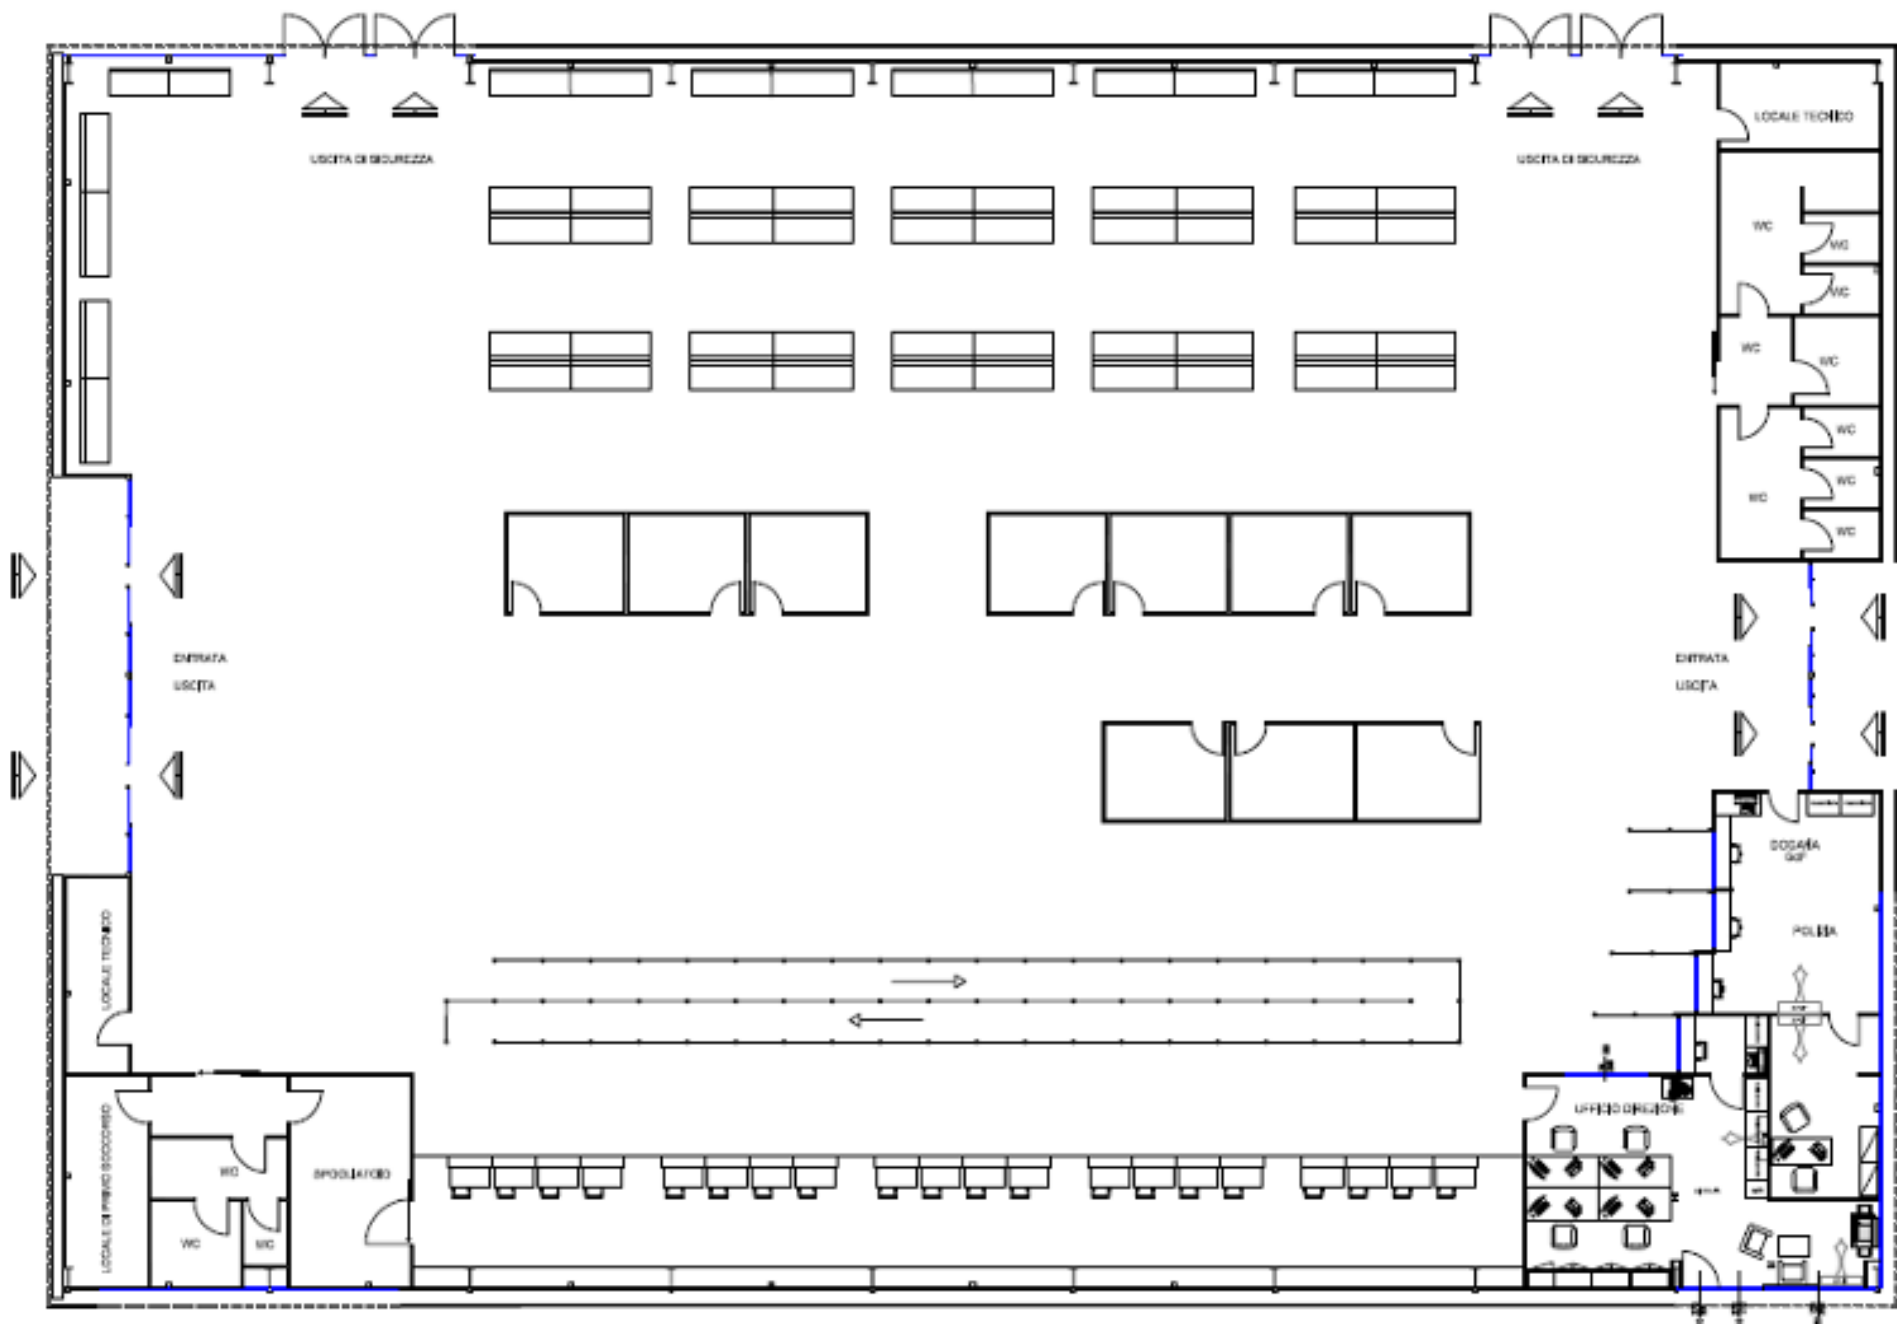 LOCALE TECNICO
USCITA DI SICUREZZA
USCITA DI SICUREZZA
WC
WC
WC
WC
WC
WC
WC
WC
WC
ENTRATA
USCITA
ENTRATA
USCITA
DOGANA
GdF
POLIZIA
LOCALE TECNICO
UFFICIO DIREZIONE
LOCALE DI PRIMO SOCCORSO
WC
SPOGLIATOIO
WC
WC